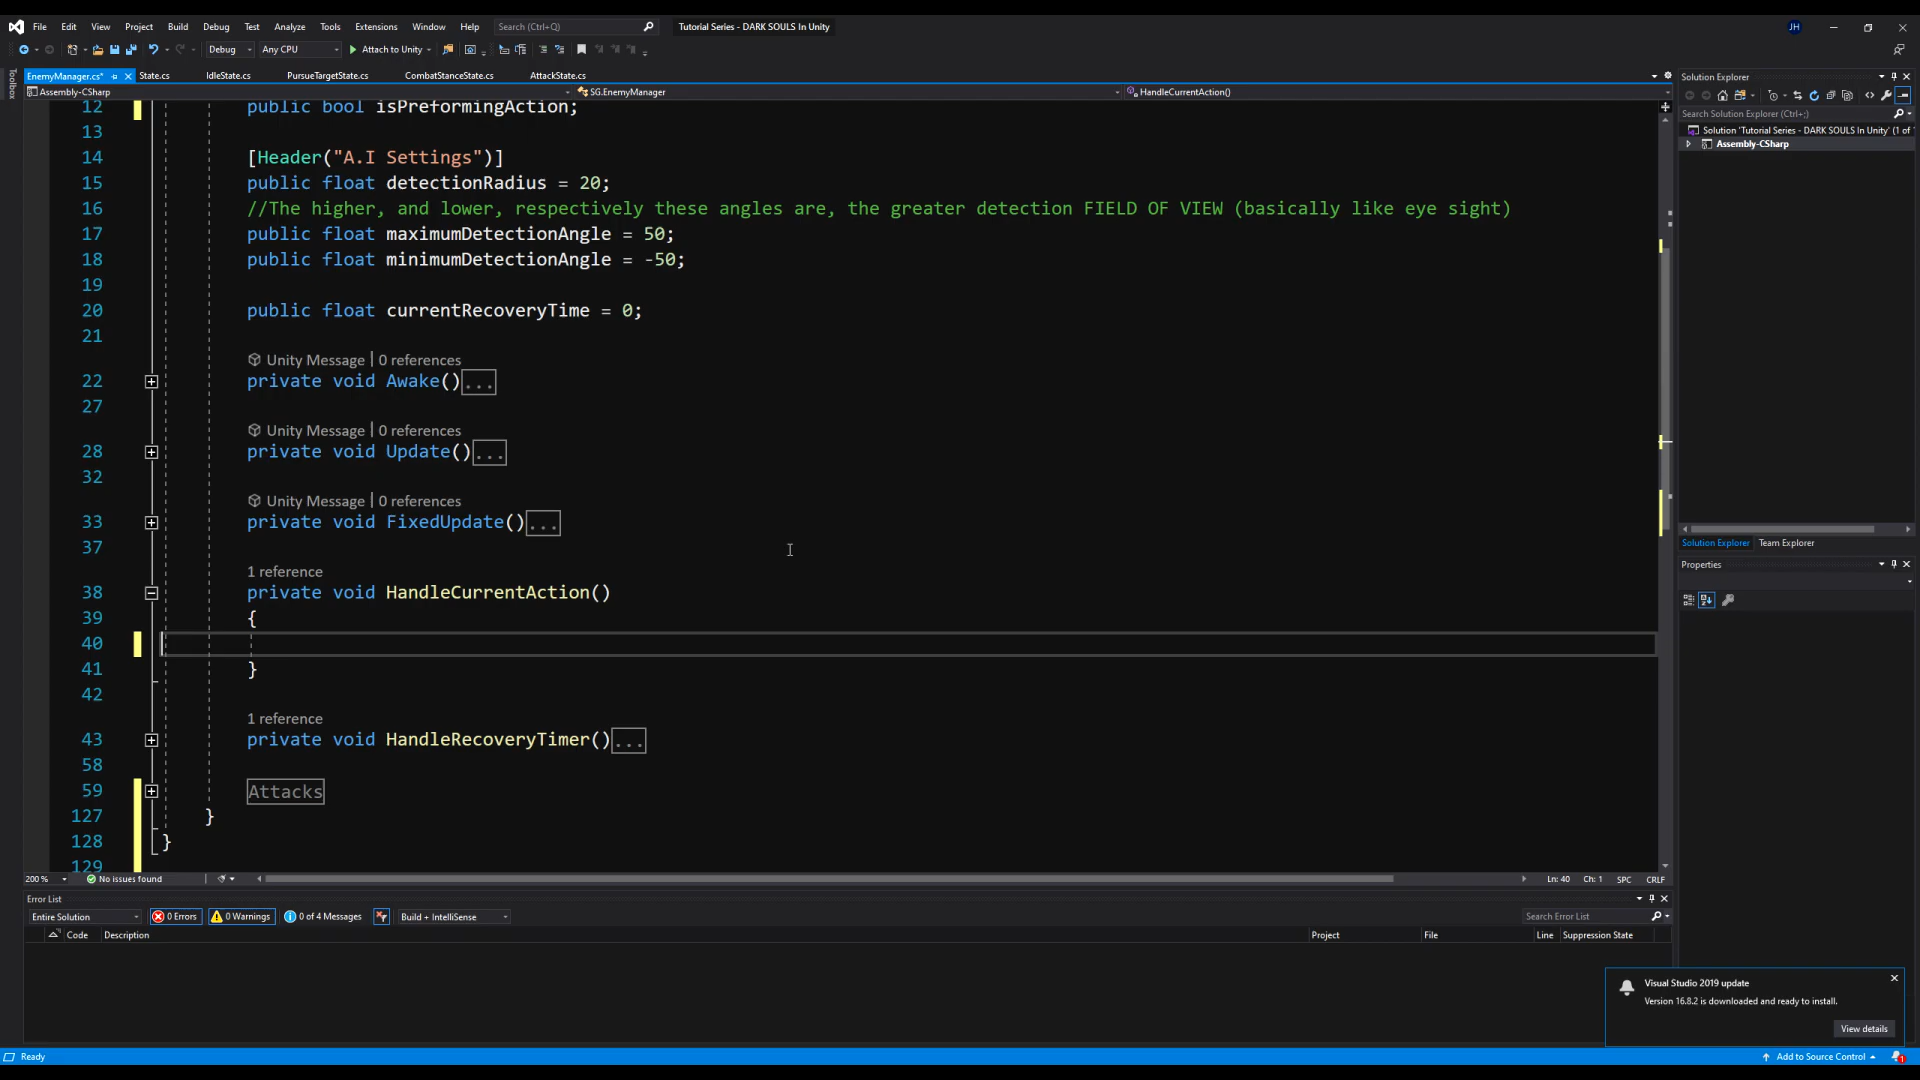 File Edit View Project Build Debug Test Analyze Tools Extensions Window Help Search (Ctrl+Q) Tutorial Series - DARK SOULS In Unity JH
Debug Any CPU Attach to Unity
Toolbox
EnemyManager.cs* State.cs IdleState.cs PursueTargetState.cs CombatStanceState.cs AttackState.cs
Assembly-CSharp SG.EnemyManager HandleCurrentAction()
12 public bool isPreformingAction;
13
14 [Header("A.I Settings")]
15 public float detectionRadius = 20;
16 //The higher, and lower, respectively these angles are, the greater detection FIELD OF VIEW (basically like eye sight)
17 public float maximumDetectionAngle = 50;
18 public float minimumDetectionAngle = -50;
19
20 public float currentRecoveryTime = 0;
21
Unity Message | 0 references
22 private void Awake()...
27
Unity Message | 0 references
28 private void Update()...
32
Unity Message | 0 references
33 private void FixedUpdate()...
37
1 reference
38 private void HandleCurrentAction()
39 {
40
41 }
42
1 reference
43 private void HandleRecoveryTimer()...
58
59 Attacks
127 }
128 }
129
200 % No issues found Ln: 40 Ch: 1 SPC CRLF
Error List
Entire Solution 0 Errors 0 Warnings 0 of 4 Messages Build + IntelliSense Search Error List
Code Description Project File Line Suppression State
Solution Explorer
Search Solution Explorer (Ctrl+;)
Solution 'Tutorial Series - DARK SOULS In Unity' (1 of
Assembly-CSharp
Solution Explorer Team Explorer
Properties
Visual Studio 2019 update
Version 16.8.2 is downloaded and ready to install.
View details
Ready Add to Source Control 1